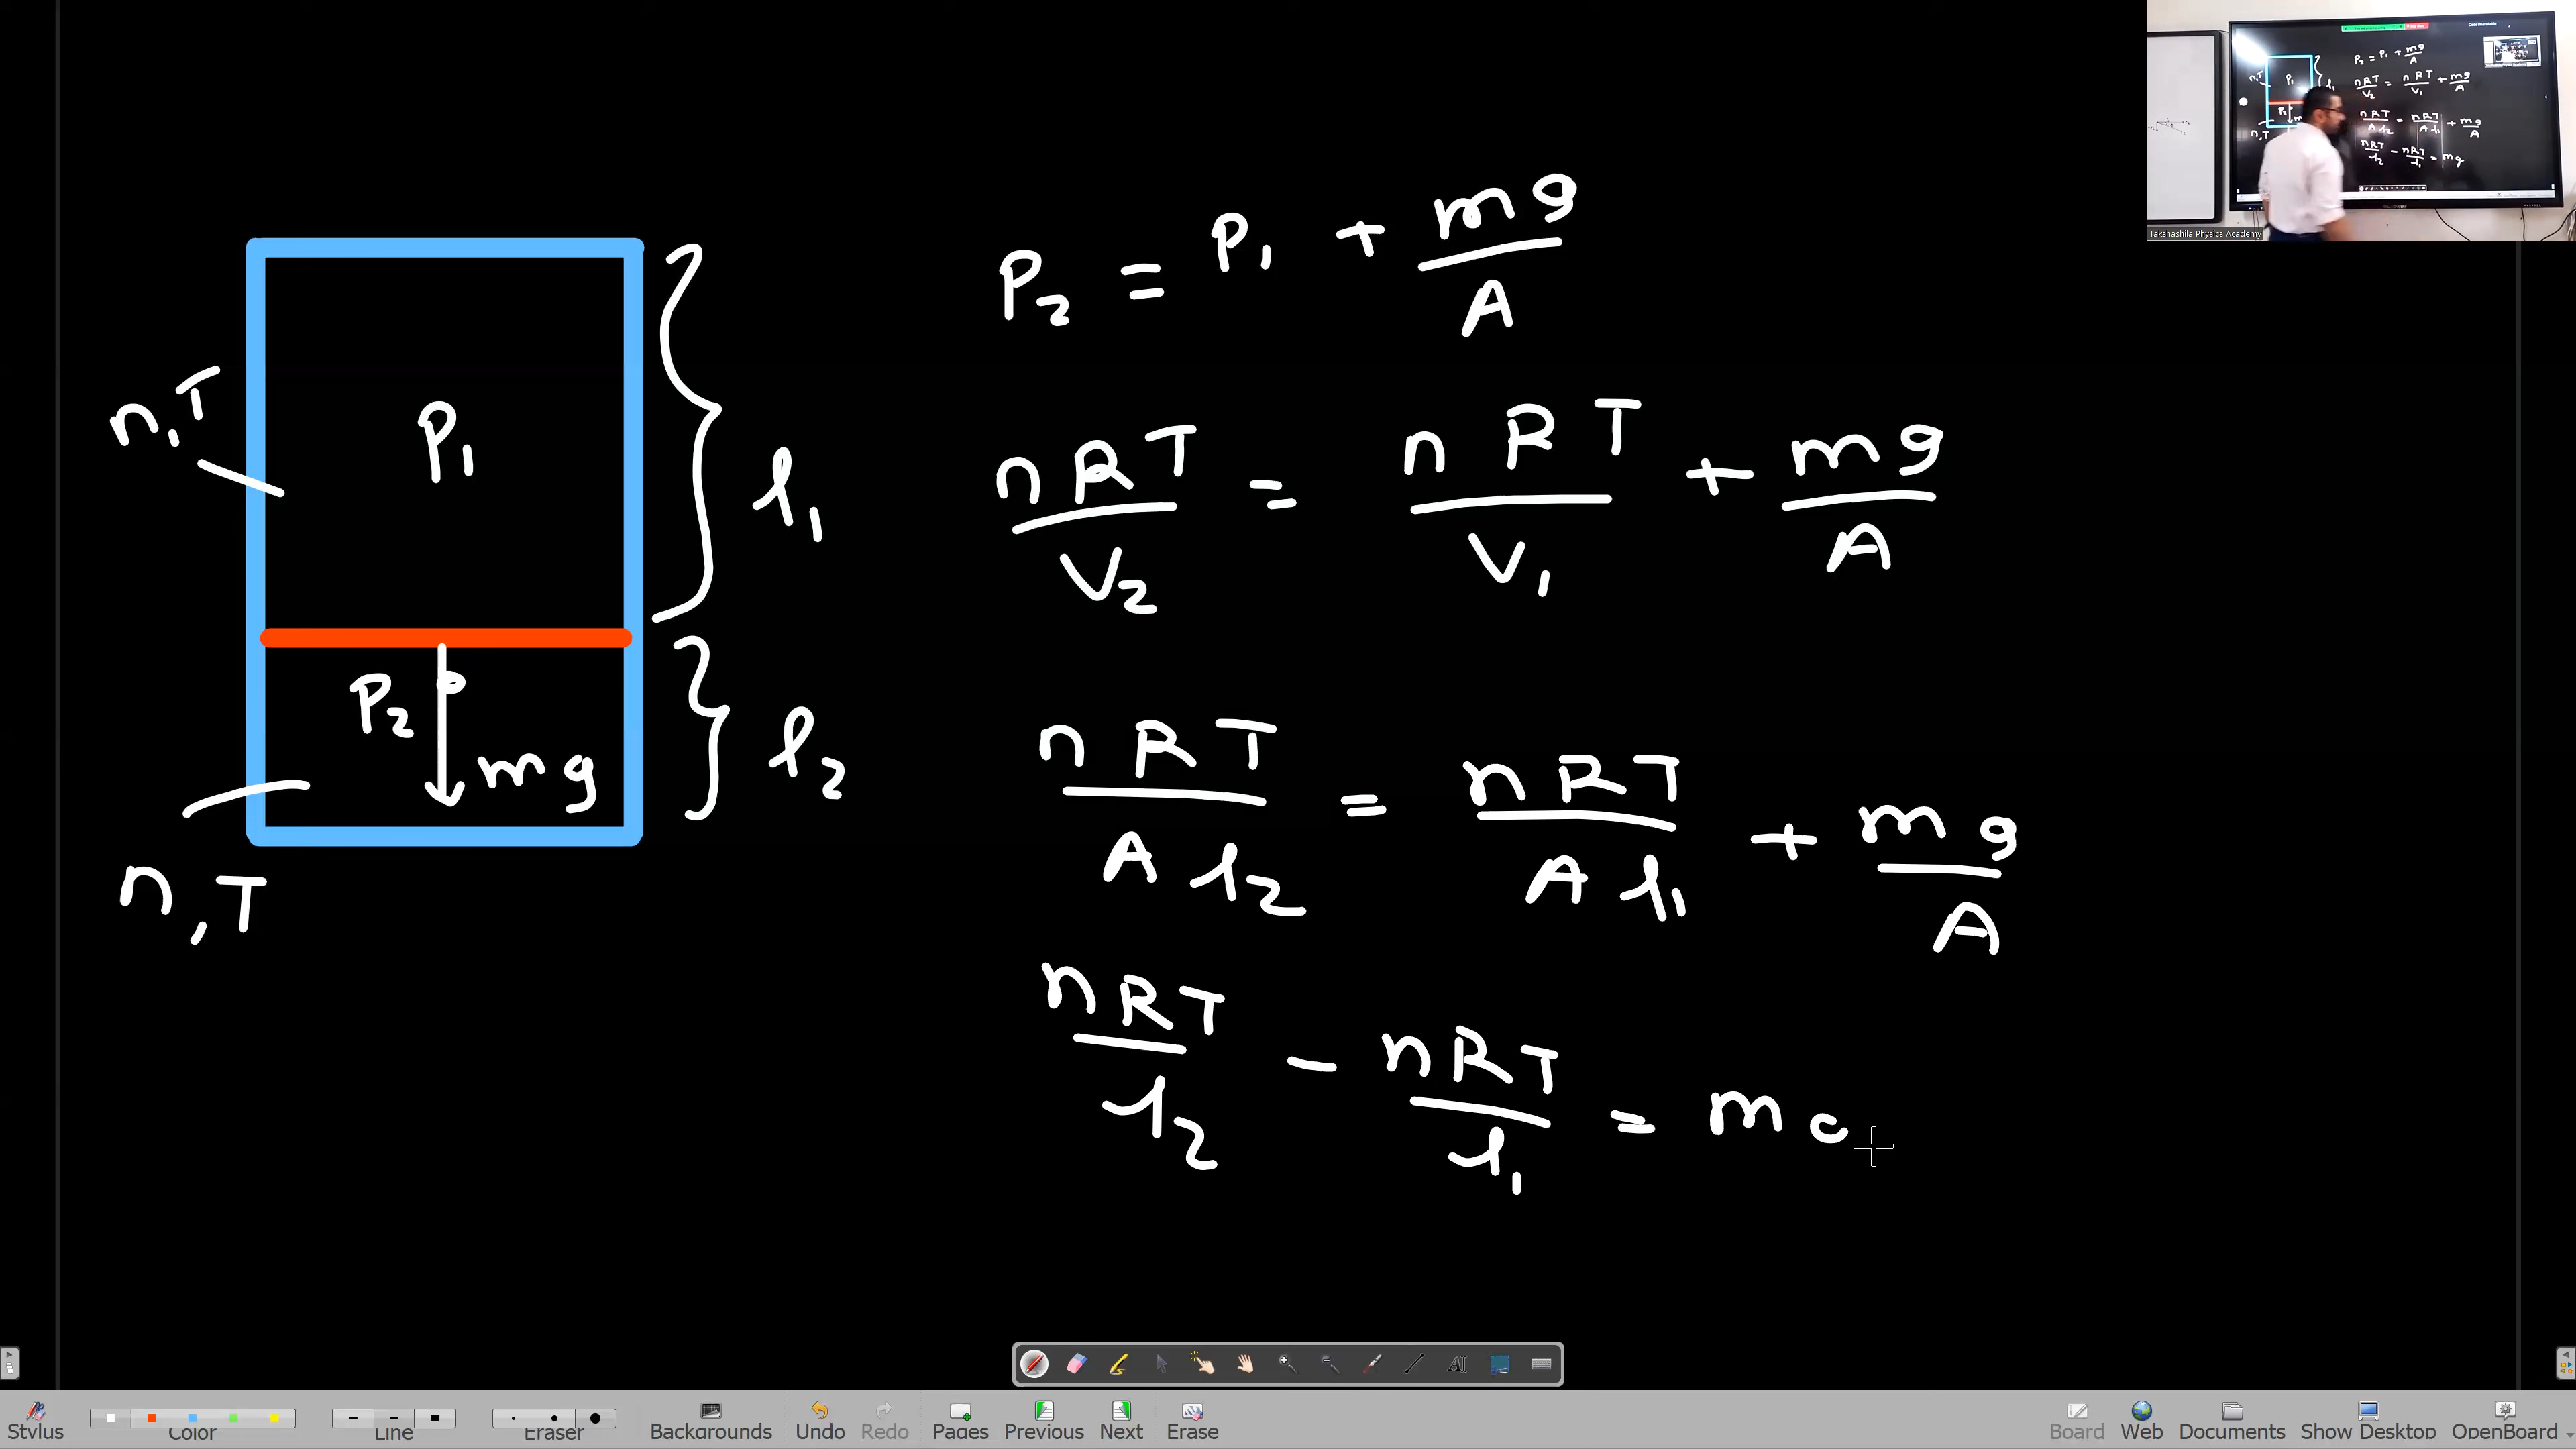 P₂ = P₁ + mg/A
n,T
P₁
l₁
nRT/V₂ = nRT/V₁ + mg/A
P₂
mg
l₂
n,T
nRT/Al₂ = nRT/Al₁ + mg/A
nRT/l₂ - nRT/l₁ = m
Takshashila Physics Academy
Stylus
Color
Line
Eraser
Backgrounds
Undo
Redo
Pages
Previous
Next
Erase
Board
Web
Documents
Show Desktop
OpenBoard